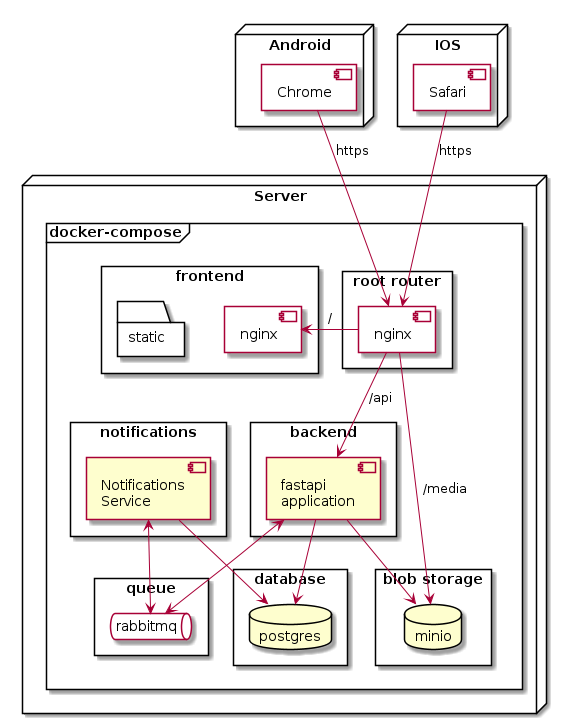 Android
IOS
Chrome
Safari
https
https
Server
docker-compose
frontend
root router
static
nginx
/
nginx
/api
notifications
backend
Notifications
Service
fastapi
application
/media
queue
database
blob storage
rabbitmq
postgres
minio